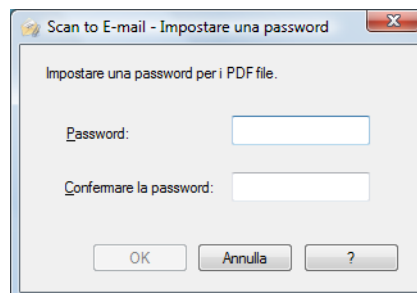 Scan to E-mail - Impostare una password
Impostare una password per i PDF file.
Password:
Confermare la password:
OK
Annulla
?